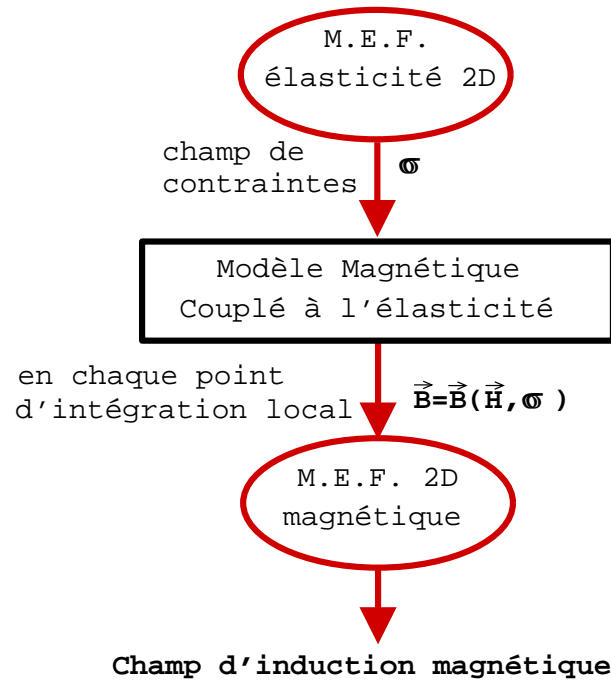 M.E.F.
élasticité 2D
champ de
contraintes
σ
Modèle Magnétique
Couplé à l'élasticité
en chaque point
d'intégration local
B⃗=B⃗(H⃗,σ )
M.E.F. 2D
magnétique
Champ d'induction magnétique